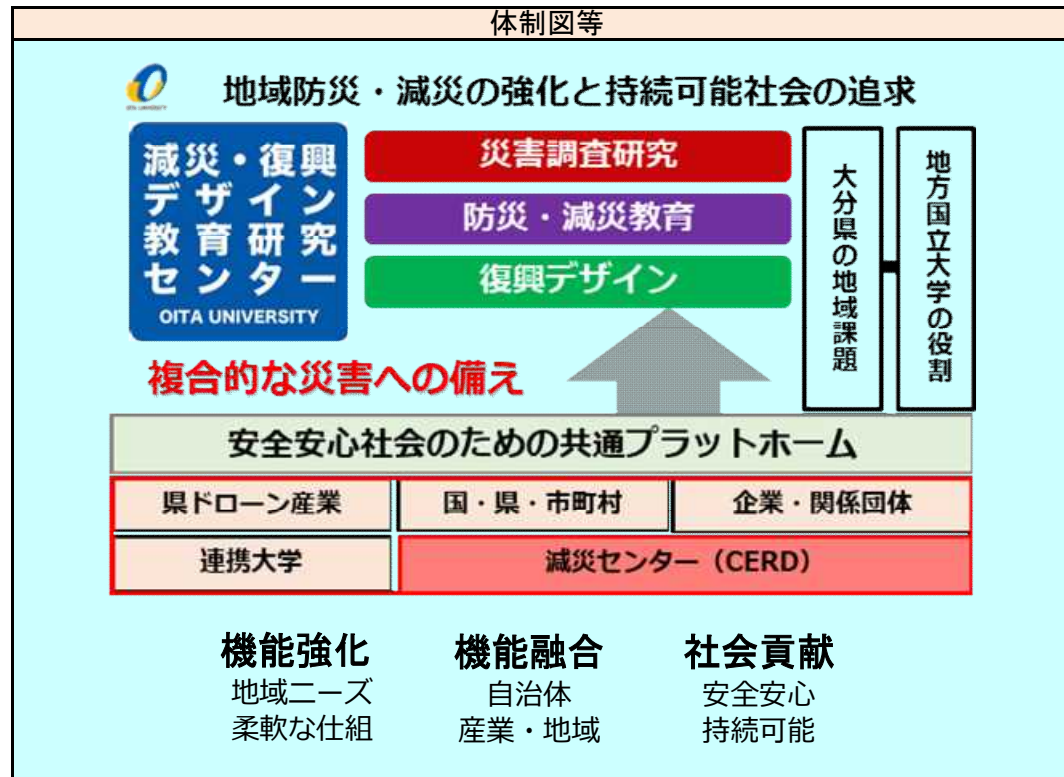 体制図等
地域防災・減災の強化と持続可能社会の追求
OITA UNIVERSITY
減災・復興
デザイン
教育研究
センター
OITA UNIVERSITY
災害調査研究
防災・減災教育
復興デザイン
大分県の地域課題
地方国立大学の役割
複合的な災害への備え
安全安心社会のための共通プラットホーム
県ドローン産業
国・県・市町村
企業・関係団体
連携大学
減災センター（CERD）
機能強化
地域ニーズ
柔軟な仕組
機能融合
自治体
産業・地域
社会貢献
安全安心
持続可能